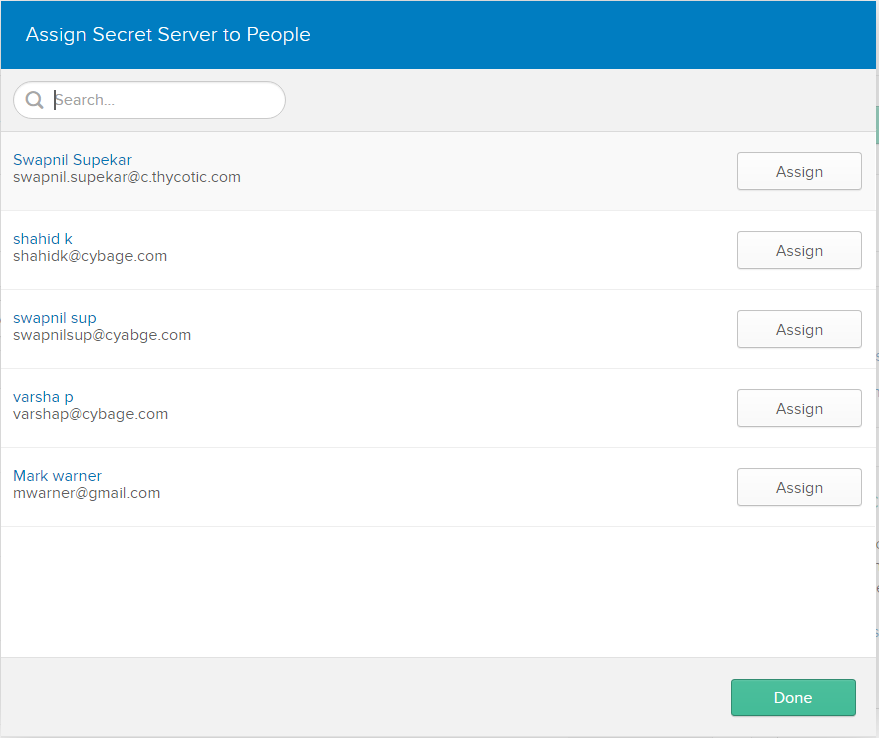 Assign Secret Server to People
Search...
Swapnil Supekar
swapnil.supekar@c.thycotic.com
Assign
shahid k
shahidk@cybage.com
Assign
swapnil sup
swapnilsup@cyabge.com
Assign
varsha p
varshap@cybage.com
Assign
Mark warner
mwarner@gmail.com
Assign
Done